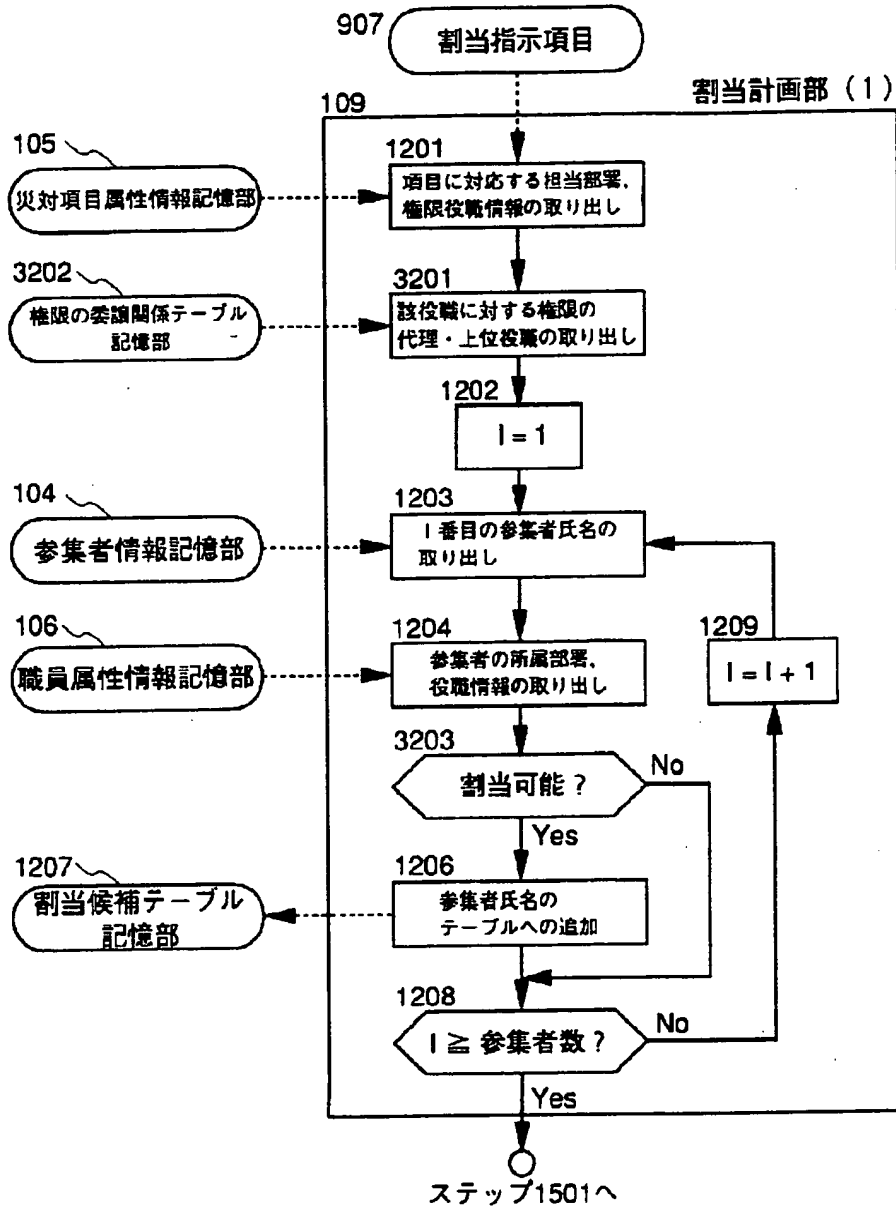 907
割当指示項目
割当計画部（1）
109
105
災対項目属性情報記憶部
1201
項目に対応する担当部署，
権限役職情報の取り出し
3202
権限の委譲関係テーブル
記憶部
3201
該役職に対する権限の
代理・上位役職の取り出し
1202
I = 1
104
参集者情報記憶部
1203
I 番目の参集者氏名の
取り出し
106
職員属性情報記憶部
1204
参集者の所属部署，
役職情報の取り出し
1209
I = I + 1
3203
割当可能？
No
Yes
1207
割当候補テーブル
記憶部
1206
参集者氏名の
テーブルへの追加
1208
I ≧ 参集者数？
No
Yes
ステップ1501へ